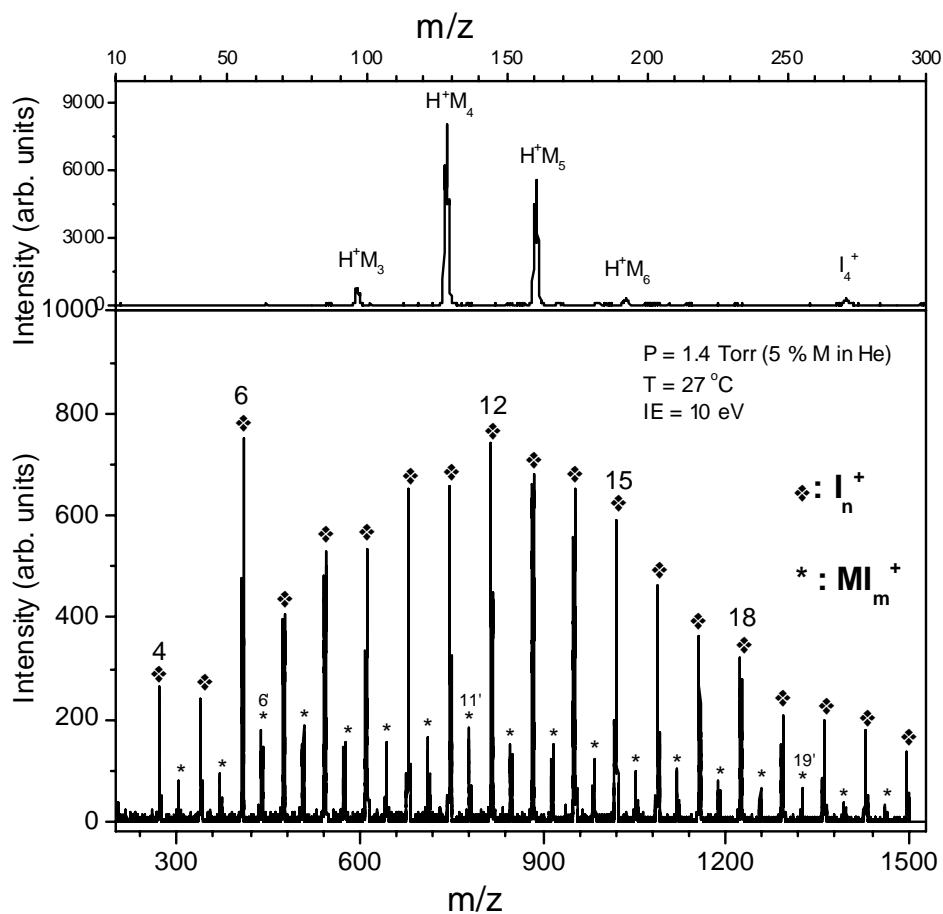 m/z
10 50 100 150 200 250 300
Intensity (arb. units)
9000
6000
3000
0
H⁺M₃
H⁺M₄
H⁺M₅
H⁺M₆
I₄⁺
Intensity (arb. units)
1000
800
600
400
200
0
P = 1.4 Torr (5 % M in He)
T = 27 °C
IE = 10 eV
❖: Iₙ⁺
* : MIₘ⁺
4
6
12
15
18
6'
11'
19'
300 600 900 1200 1500
m/z